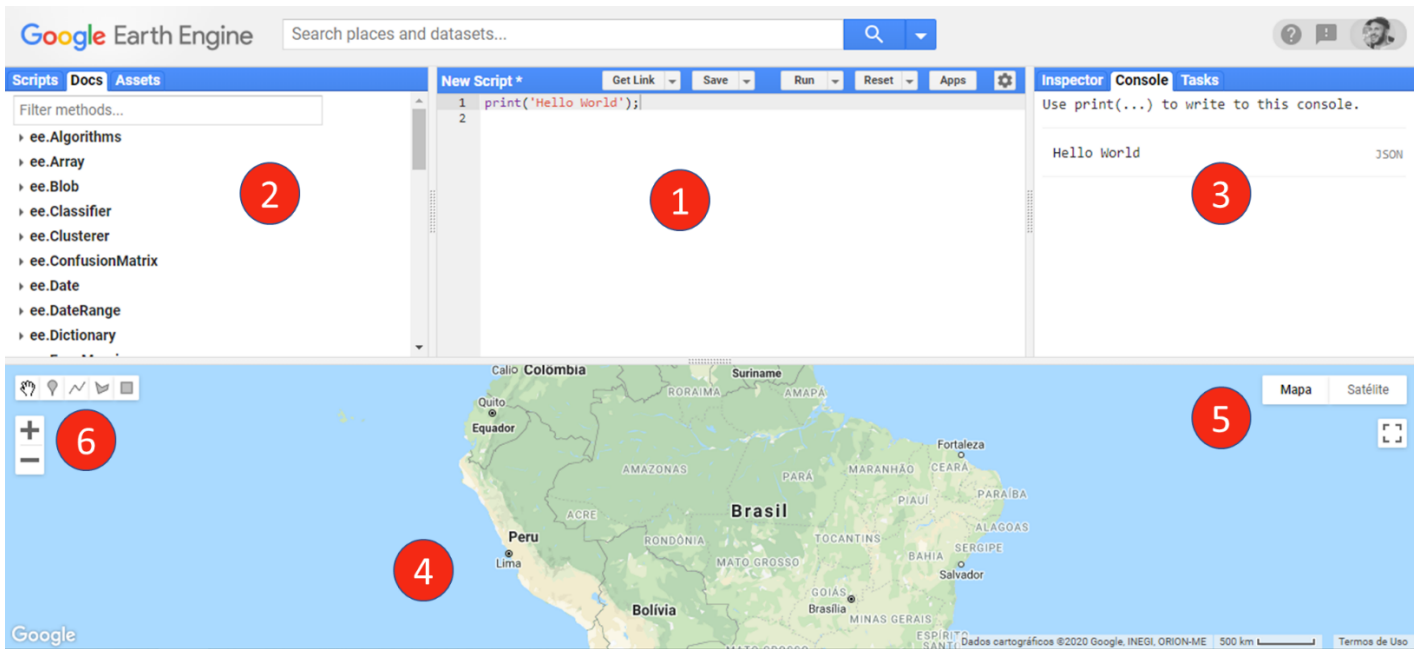 Google Earth Engine
Search places and datasets...
Scripts Docs Assets
Filter methods...
ee.Algorithms
ee.Array
ee.Blob
ee.Classifier
ee.Clusterer
ee.ConfusionMatrix
ee.Date
ee.DateRange
ee.Dictionary
2
New Script *
Get Link Save Run Reset Apps
1 print('Hello World');
2
1
Inspector Console Tasks
Use print(...) to write to this console.
Hello World JSON
3
6
Mapa Satélite
5
Calio Colômbia
Suriname
RORAIMA AMAPÁ
Quito
Equador
Fortaleza
AMAZONAS PARÁ MARANHÃO CEARÁ
PIAUÍ PARAÍBA
Brasil
ACRE ALAGOAS
Peru RONDÔNIA TOCANTINS SERGIPE
Lima MATO GROSSO BAHIA
Salvador
4
GOIÁS
Bolívia Brasília
MINAS GERAIS
Google
Dados cartográficos ©2020 Google, INEGI, ORION-ME 500 km Termos de Uso